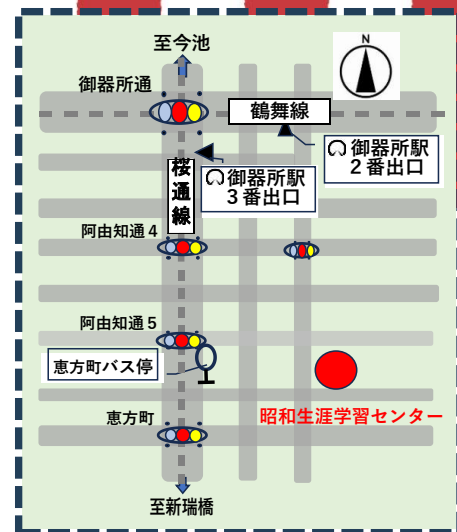 至今池
N
御器所通
鶴舞線
御器所駅
2番出口
桜通線
御器所駅
3番出口
阿由知通4
阿由知通5
恵方町バス停
昭和生涯学習センター
恵方町
至新瑞橋